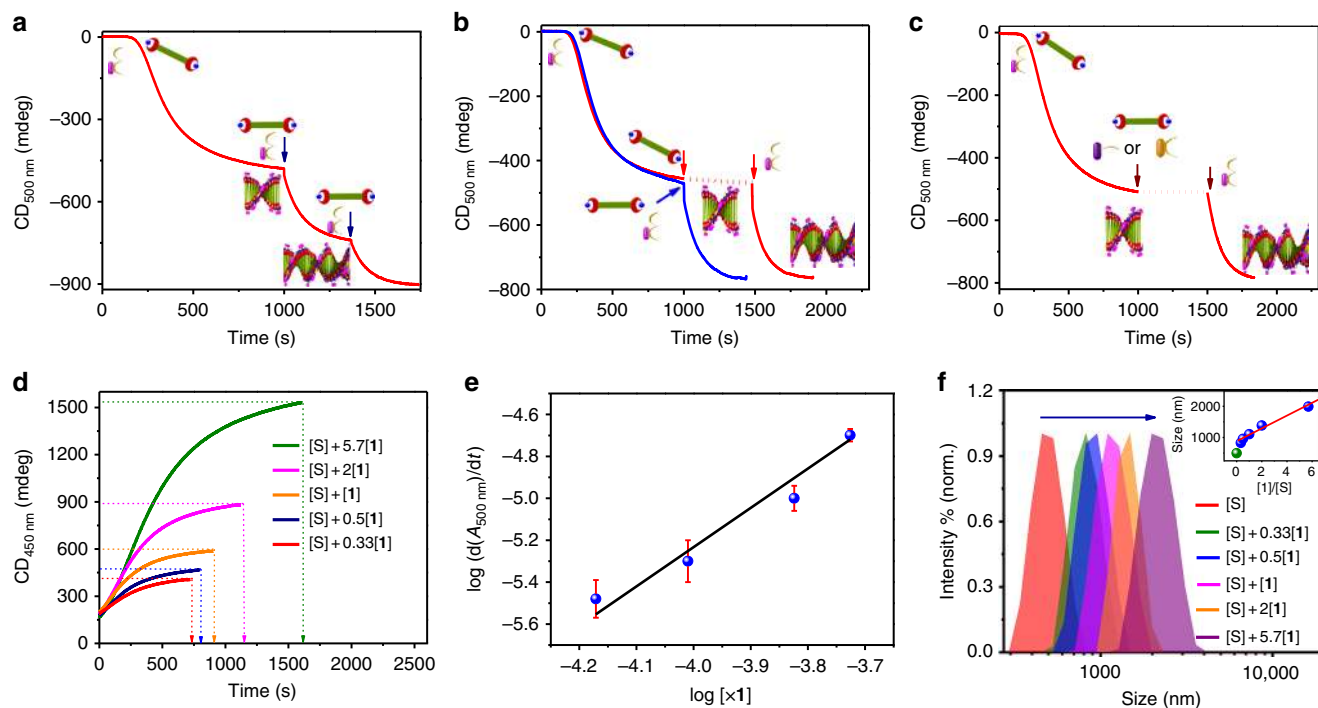 a
0
−300
−600
−900
CD500 nm (mdeg)
0 500 1000 1500
Time (s)
b
0
−200
−400
−600
−800
CD500 nm (mdeg)
0 500 1000 1500 2000
Time (s)
c
0
−200
−400
−600
−800
CD500 nm (mdeg)
or
0 500 1000 1500 2000
Time (s)
d
1500
1200
900
600
300
0
CD450 nm (mdeg)
[S] + 5.7[1]
[S] + 2[1]
[S] + [1]
[S] + 0.5[1]
[S] + 0.33[1]
0 500 1000 1500 2000 2500
Time (s)
e
−4.6
−4.8
−5.0
−5.2
−5.4
−5.6
log (d(A500 nm)/dt)
−4.2 −4.1 −4.0 −3.9 −3.8 −3.7
log [×1]
f
1.2
0.9
0.6
0.3
0.0
Intensity % (norm.)
2000
1000
Size (nm)
0 2 4 6
[1]/[S]
[S]
[S] + 0.33[1]
[S] + 0.5[1]
[S] + [1]
[S] + 2[1]
[S] + 5.7[1]
1000 10,000
Size (nm)